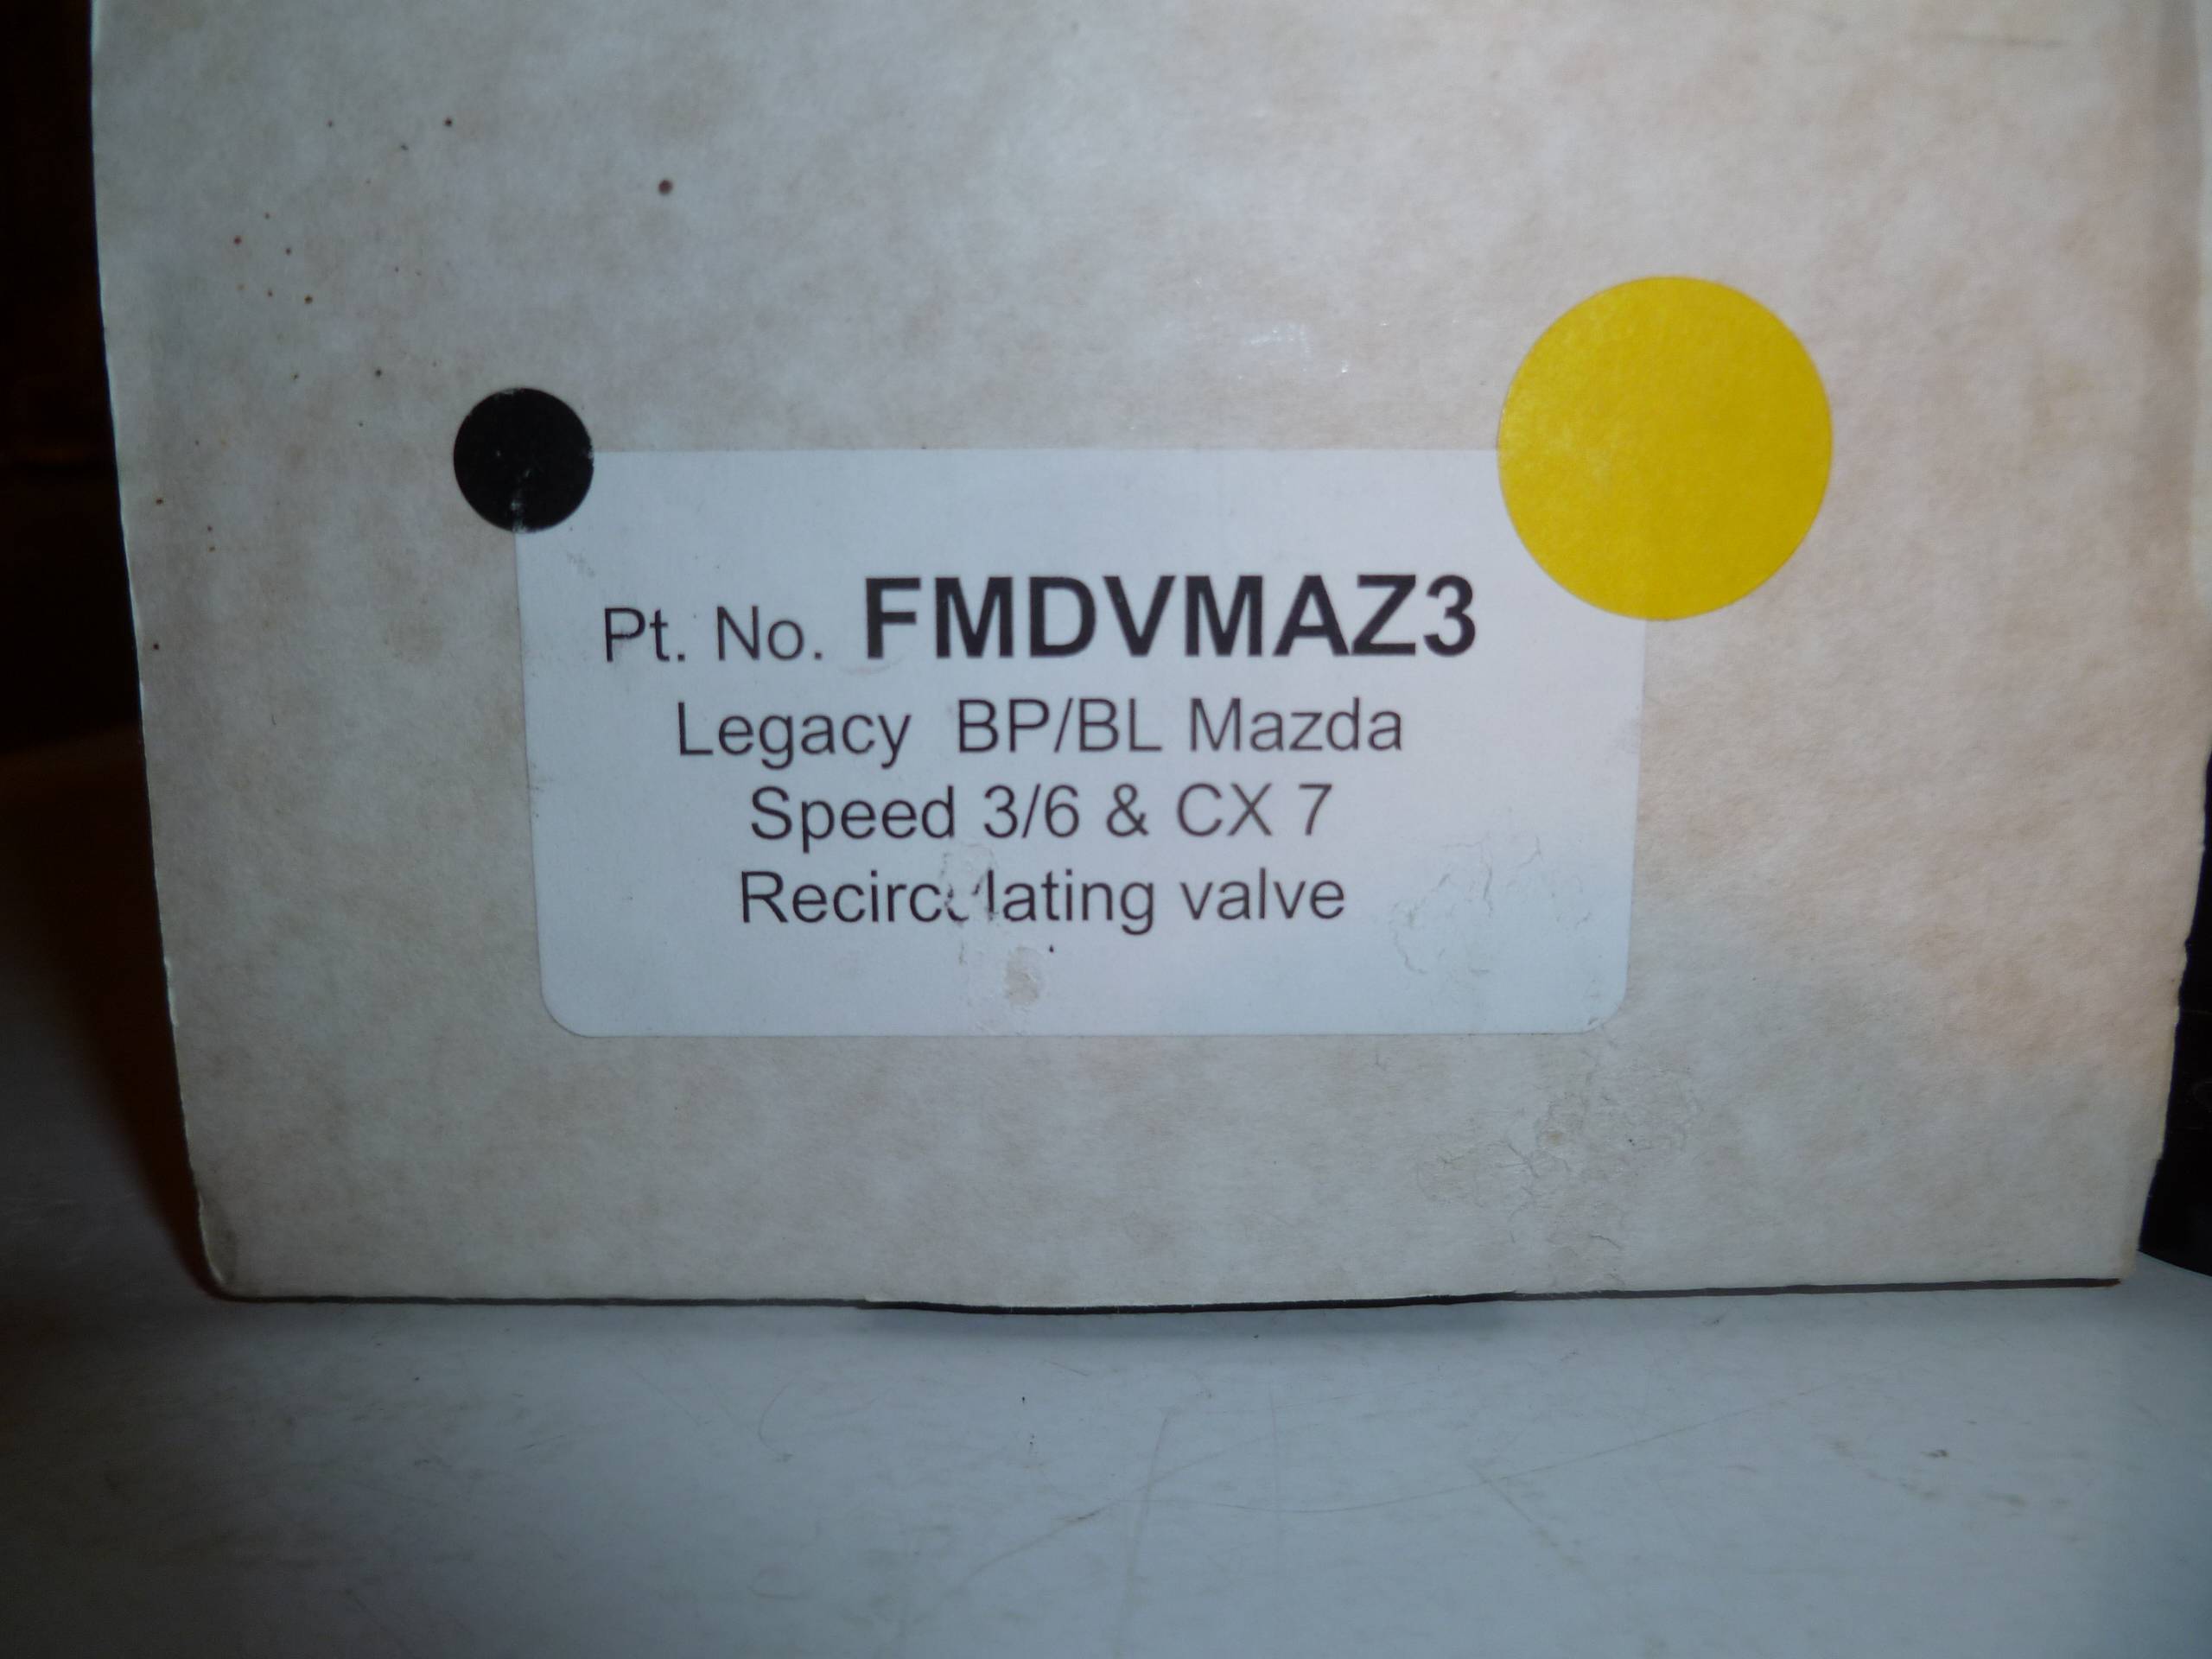 Pt. No. FMDVMAZ3
Legacy BP/BL Mazda
Speed 3/6 & CX 7
Recirculating valve